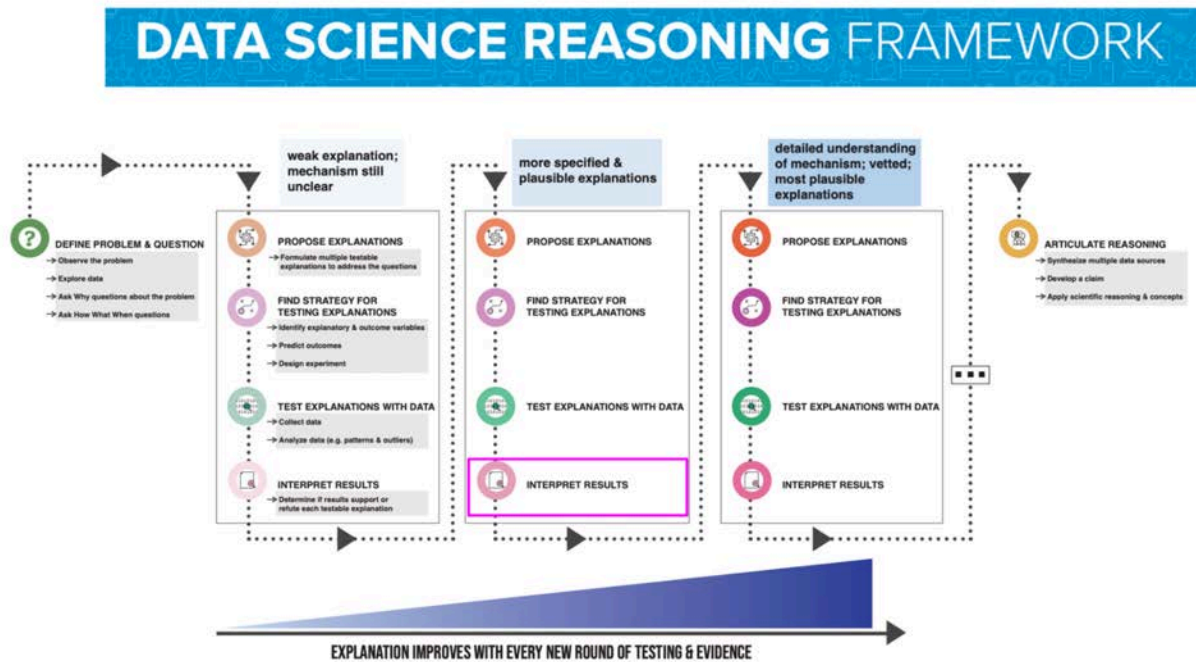 DATA SCIENCE REASONING FRAMEWORK
?
DEFINE PROBLEM & QUESTION
Observe the problem
Explore data
Ask Why questions about the problem
Ask How What When questions
weak explanation;
mechanism still
unclear
PROPOSE EXPLANATIONS
Formulate multiple testable
explanations to address the questions
FIND STRATEGY FOR
TESTING EXPLANATIONS
Identify explanatory & outcome variables
Predict outcomes
Design experiment
TEST EXPLANATIONS WITH DATA
Collect data
Analyze data (e.g. patterns & outliers)
INTERPRET RESULTS
Determine if results support or
refute each testable explanation
more specified &
plausible explanations
PROPOSE EXPLANATIONS
FIND STRATEGY FOR
TESTING EXPLANATIONS
TEST EXPLANATIONS WITH DATA
INTERPRET RESULTS
detailed understanding
of mechanism; vetted;
most plausible
explanations
PROPOSE EXPLANATIONS
FIND STRATEGY FOR
TESTING EXPLANATIONS
TEST EXPLANATIONS WITH DATA
INTERPRET RESULTS
ARTICULATE REASONING
Synthesize multiple data sources
Develop a claim
Apply scientific reasoning & concepts
EXPLANATION IMPROVES WITH EVERY NEW ROUND OF TESTING & EVIDENCE